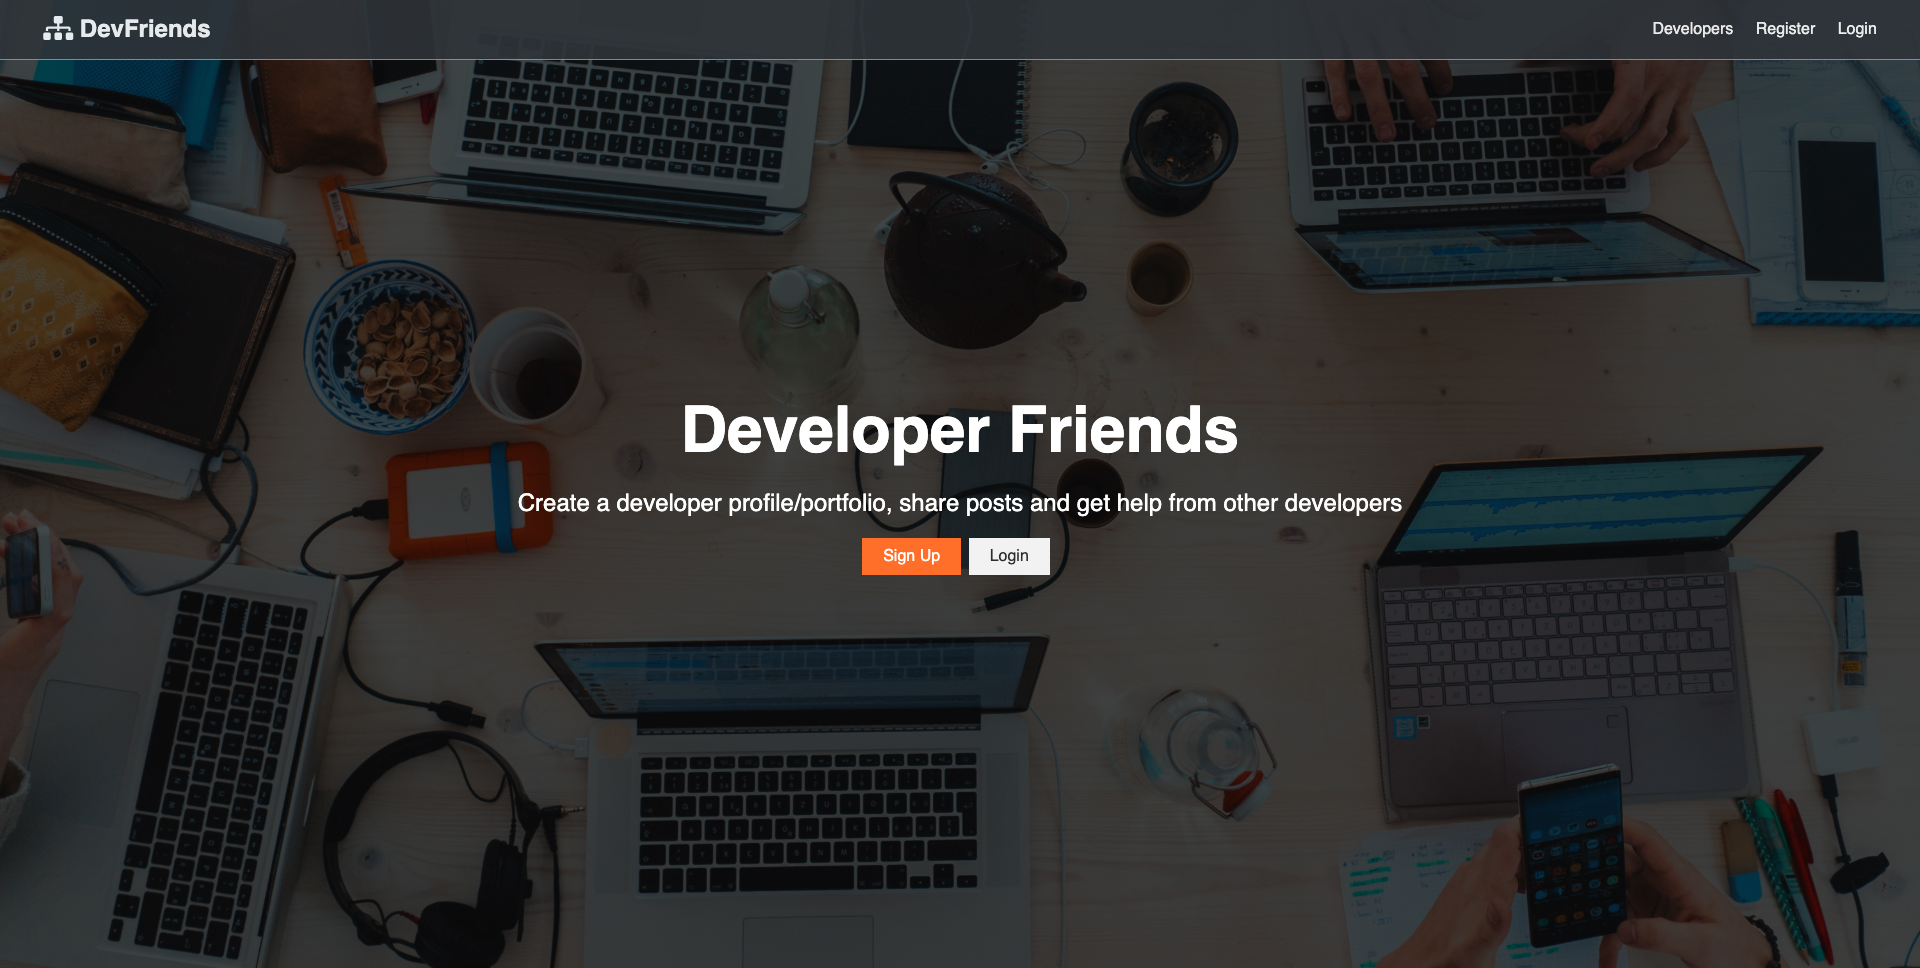 DevFriends
Developers Register Login
Developer Friends
Create a developer profile/portfolio, share posts and get help from other developers
Sign Up Login